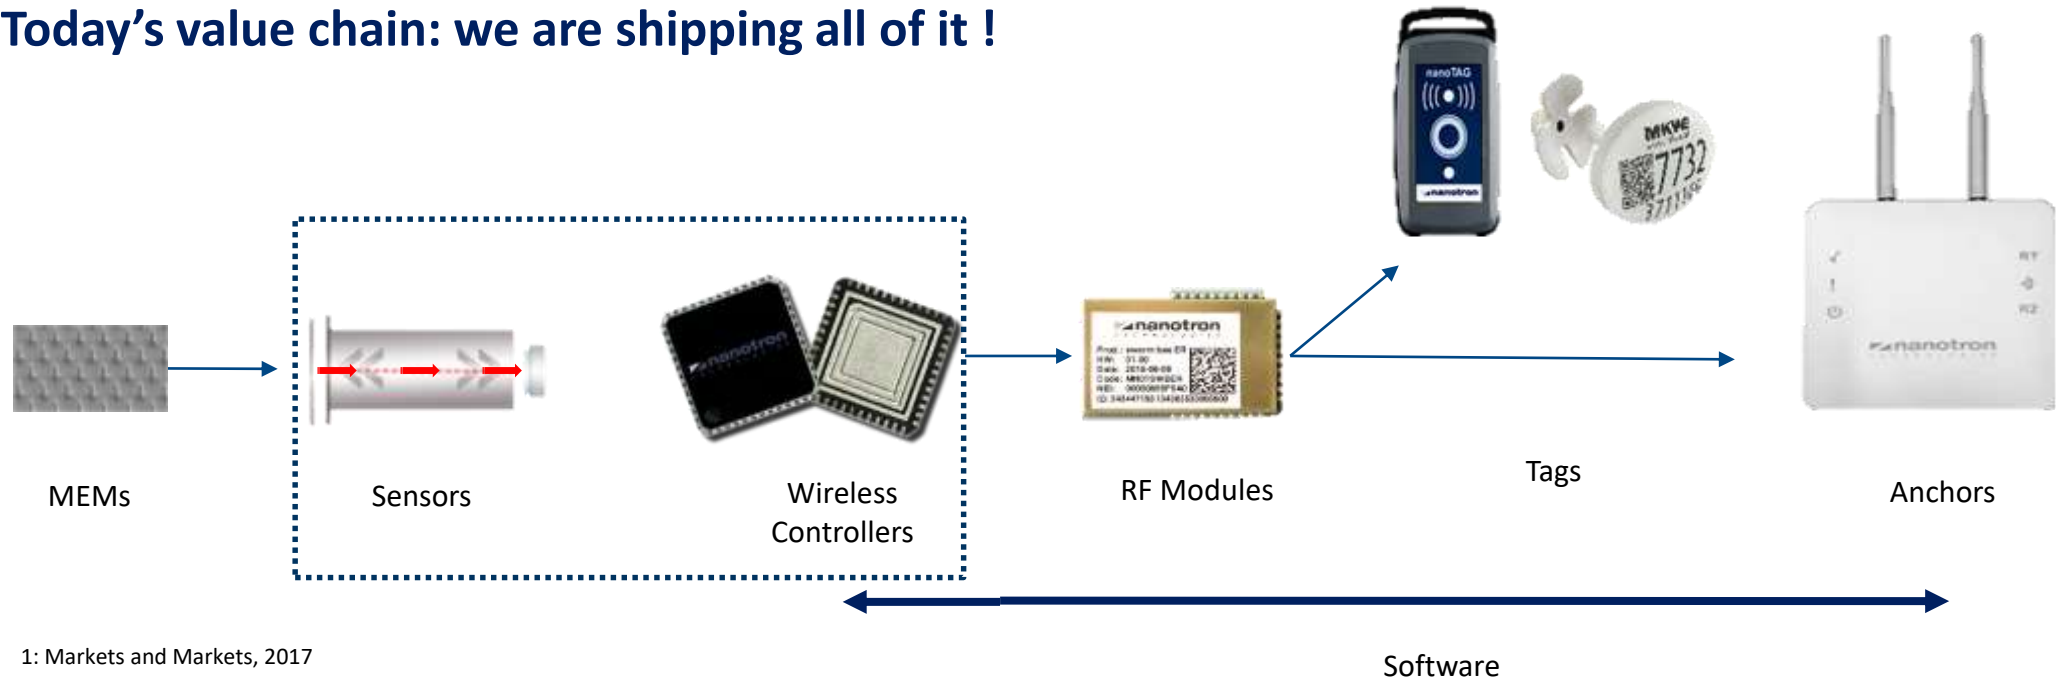 Today's value chain: we are shipping all of it !
nanoTAG
nanotron
MKWE
7732
nanotron
nanotron
TECHNOLOGIES
nanotron
MEMs
Sensors
Wireless
Controllers
RF Modules
Tags
Anchors
1: Markets and Markets, 2017
Software